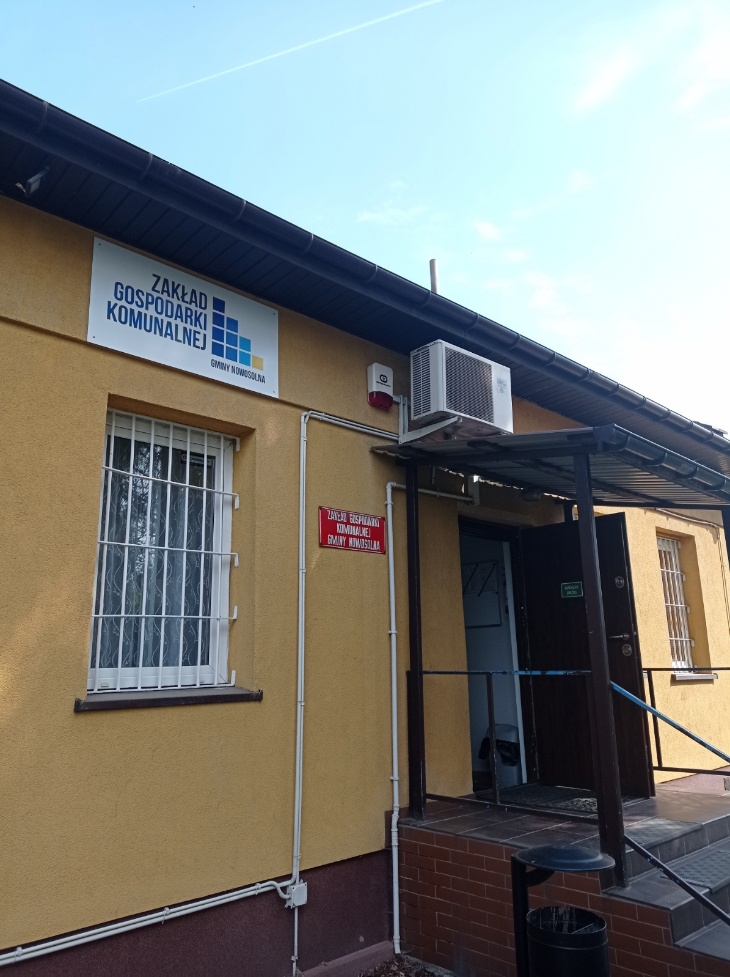 ZAKŁAD
GOSPODARKI
KOMUNALNEJ
GMINY NOWOSOLNA
ZAKŁAD GOSPODARKI
KOMUNALNEJ
GMINY NOWOSOLNA